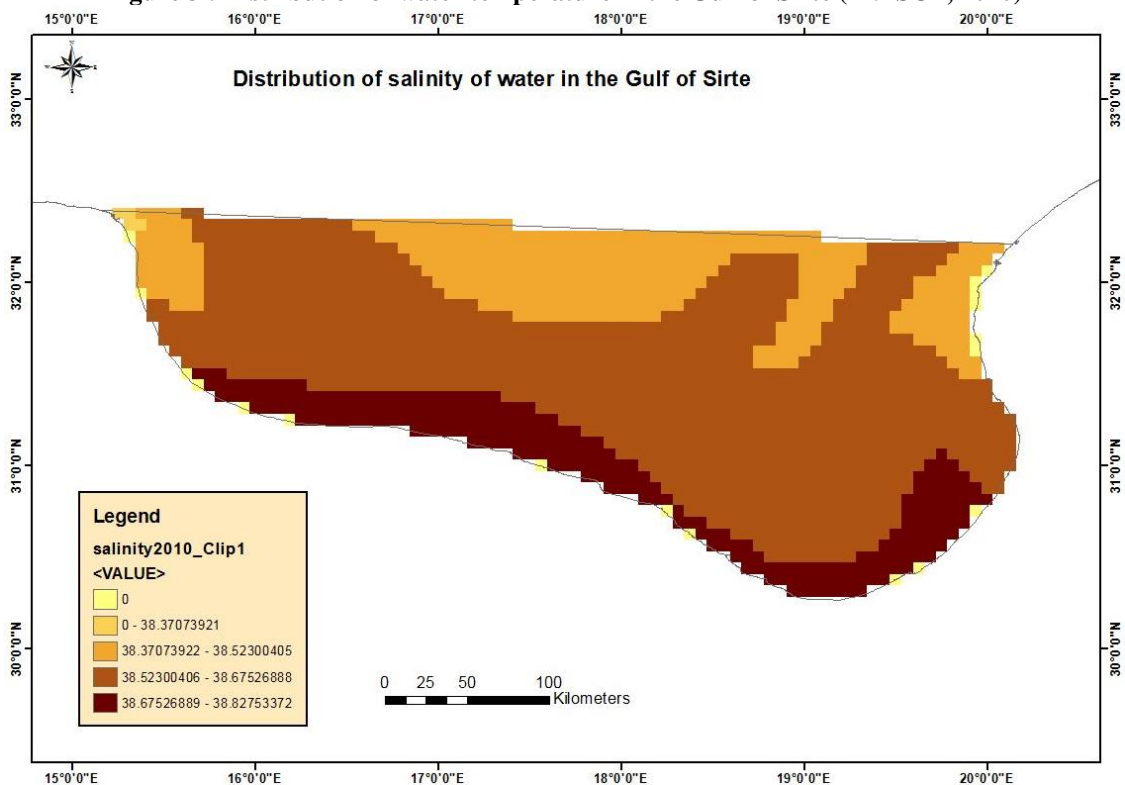 15°0'0"E 16°0'0"E 17°0'0"E 18°0'0"E 19°0'0"E 20°0'0"E
Distribution of salinity of water in the Gulf of Sirte
33°0'0"N 33°0'0"N
32°0'0"N 32°0'0"N
31°0'0"N 31°0'0"N
30°0'0"N 30°0'0"N
Legend
salinity2010_Clip1
<VALUE>
0
0 - 38.37073921
38.37073922 - 38.52300405
38.52300406 - 38.67526888
38.67526889 - 38.82753372
0 25 50 100
Kilometers
15°0'0"E 16°0'0"E 17°0'0"E 18°0'0"E 19°0'0"E 20°0'0"E